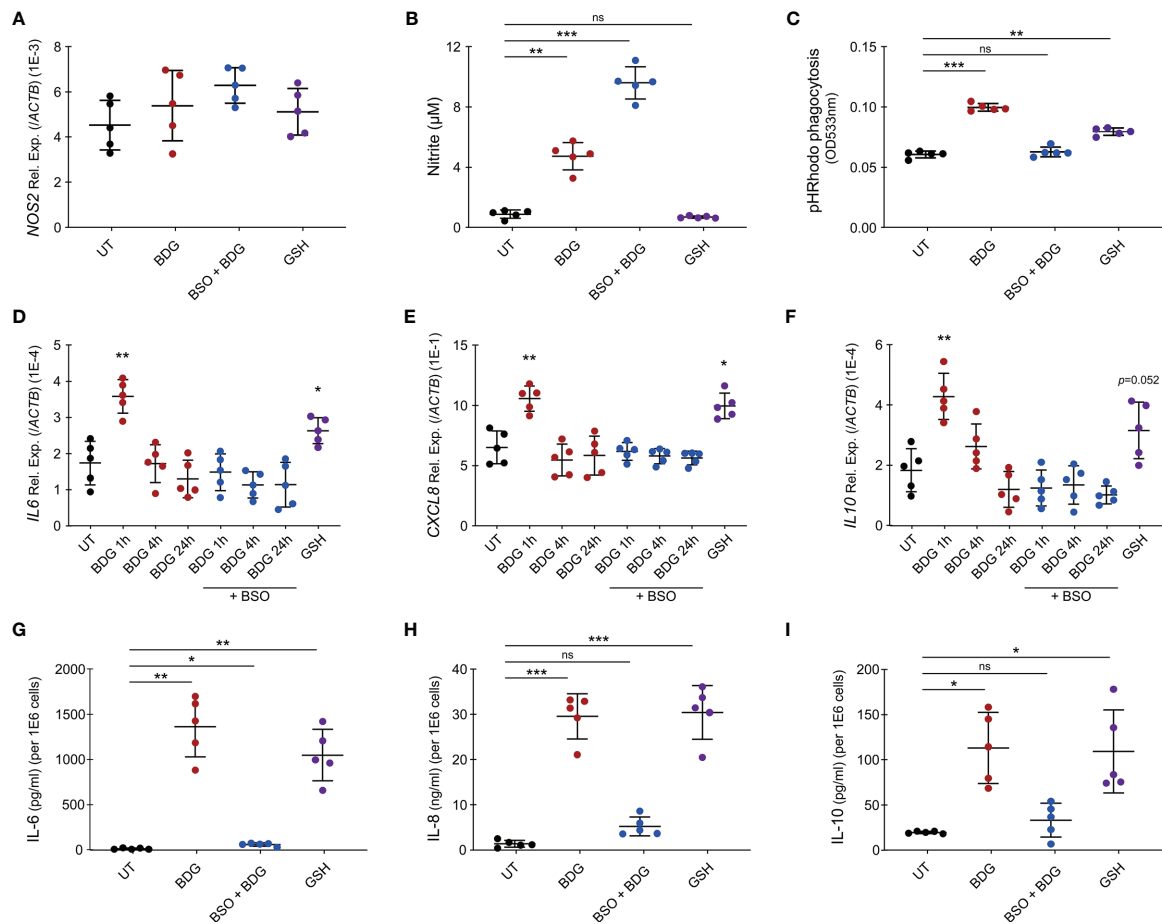 A
NOS2 Rel. Exp. (/ACTB) (1E-3)
8
6
4
2
0
UT
BDG
BSO + BDG
GSH
B
Nitrite (µM)
12
8
4
0
ns
***
**
UT
BDG
BSO + BDG
GSH
C
pHRhodo phagocytosis
(OD533nm)
0.15
0.10
0.05
0.00
**
ns
***
UT
BDG
BSO + BDG
GSH
D
IL6 Rel. Exp. (/ACTB) (1E-4)
5
4
3
2
1
0
**
*
UT
BDG 1h
BDG 4h
BDG 24h
BDG 1h
BDG 4h
BDG 24h
GSH
+ BSO
E
CXCL8 Rel. Exp. (/ACTB) (1E-1)
15
10
5
0
**
*
UT
BDG 1h
BDG 4h
BDG 24h
BDG 1h
BDG 4h
BDG 24h
GSH
+ BSO
F
IL10 Rel. Exp. (/ACTB) (1E-4)
6
4
2
0
**
p=0.052
UT
BDG 1h
BDG 4h
BDG 24h
BDG 1h
BDG 4h
BDG 24h
GSH
+ BSO
G
IL-6 (pg/ml) (per 1E6 cells)
2000
1500
1000
500
0
**
*
**
UT
BDG
BSO + BDG
GSH
H
IL-8 (ng/ml) (per 1E6 cells)
40
30
20
10
0
***
ns
***
UT
BDG
BSO + BDG
GSH
I
IL-10 (pg/ml) (per 1E6 cells)
200
150
100
50
0
*
ns
*
UT
BDG
BSO + BDG
GSH